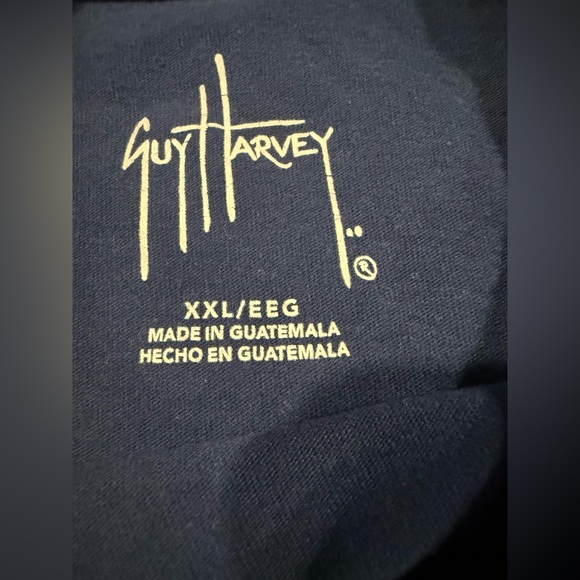 GUY HARVEY
®
XXL/EEG
MADE IN GUATEMALA
HECHO EN GUATEMALA